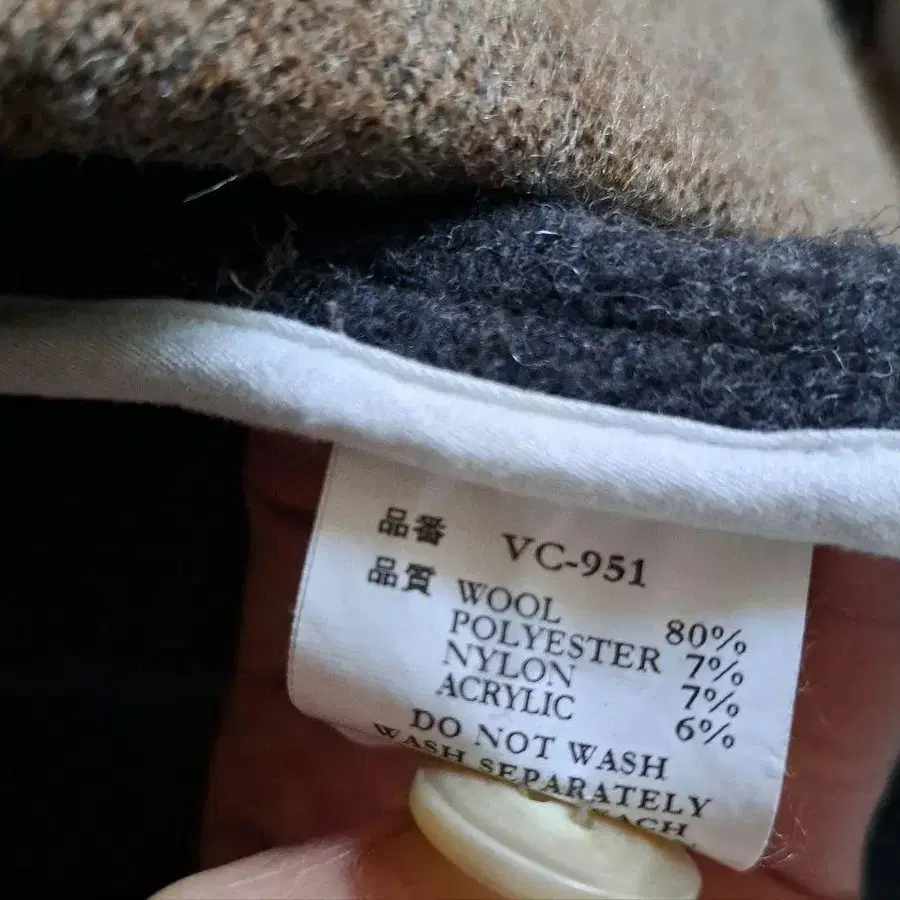 品番 VC-951
品質 WOOL 80%
POLYESTER 7%
NYLON 7%
ACRYLIC 6%
DO NOT WASH
WASH SEPARATELY